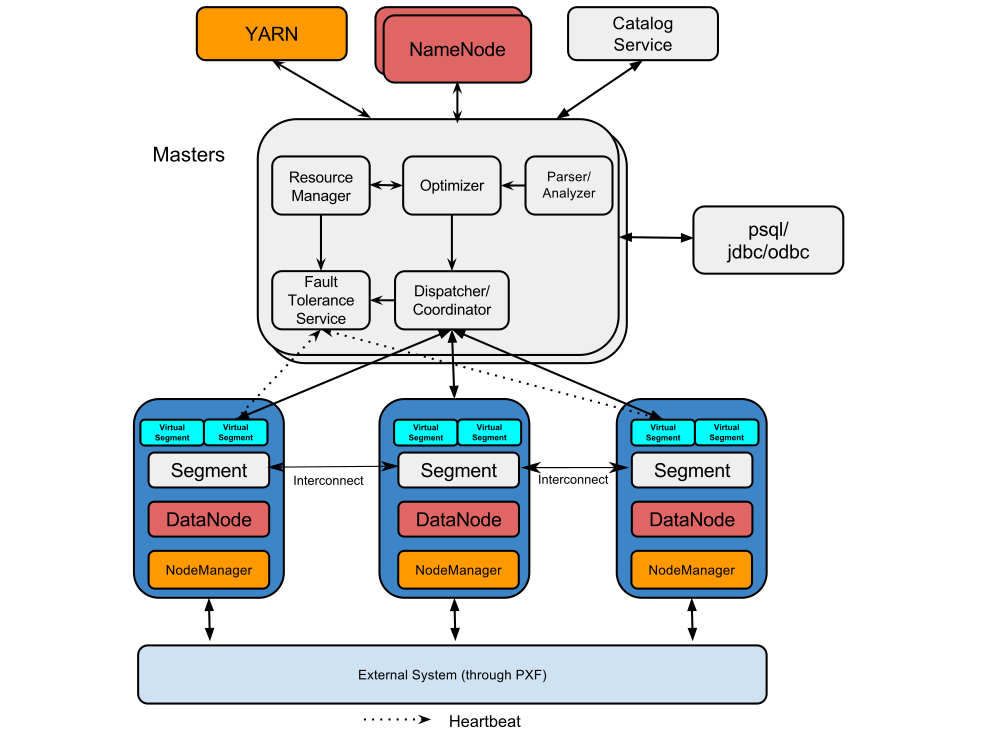 YARN
NameNode
Catalog
Service
Masters
Resource
Manager
Optimizer
Parser/
Analyzer
psql/
jdbc/odbc
Fault
Tolerance
Service
Dispatcher/
Coordinator
Virtual
Segment
Virtual
Segment
Virtual
Segment
Virtual
Segment
Virtual
Segment
Virtual
Segment
Segment
Interconnect
Segment
Interconnect
Segment
DataNode
DataNode
DataNode
NodeManager
NodeManager
NodeManager
External System (through PXF)
Heartbeat